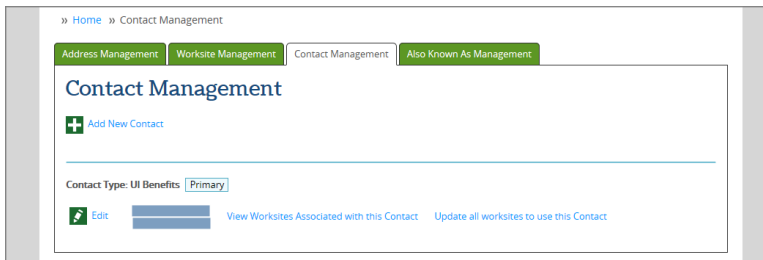 » Home » Contact Management
Address Management Worksite Management Contact Management Also Known As Management
Contact Management
Add New Contact
Contact Type: UI Benefits Primary
Edit View Worksites Associated with this Contact Update all worksites to use this Contact